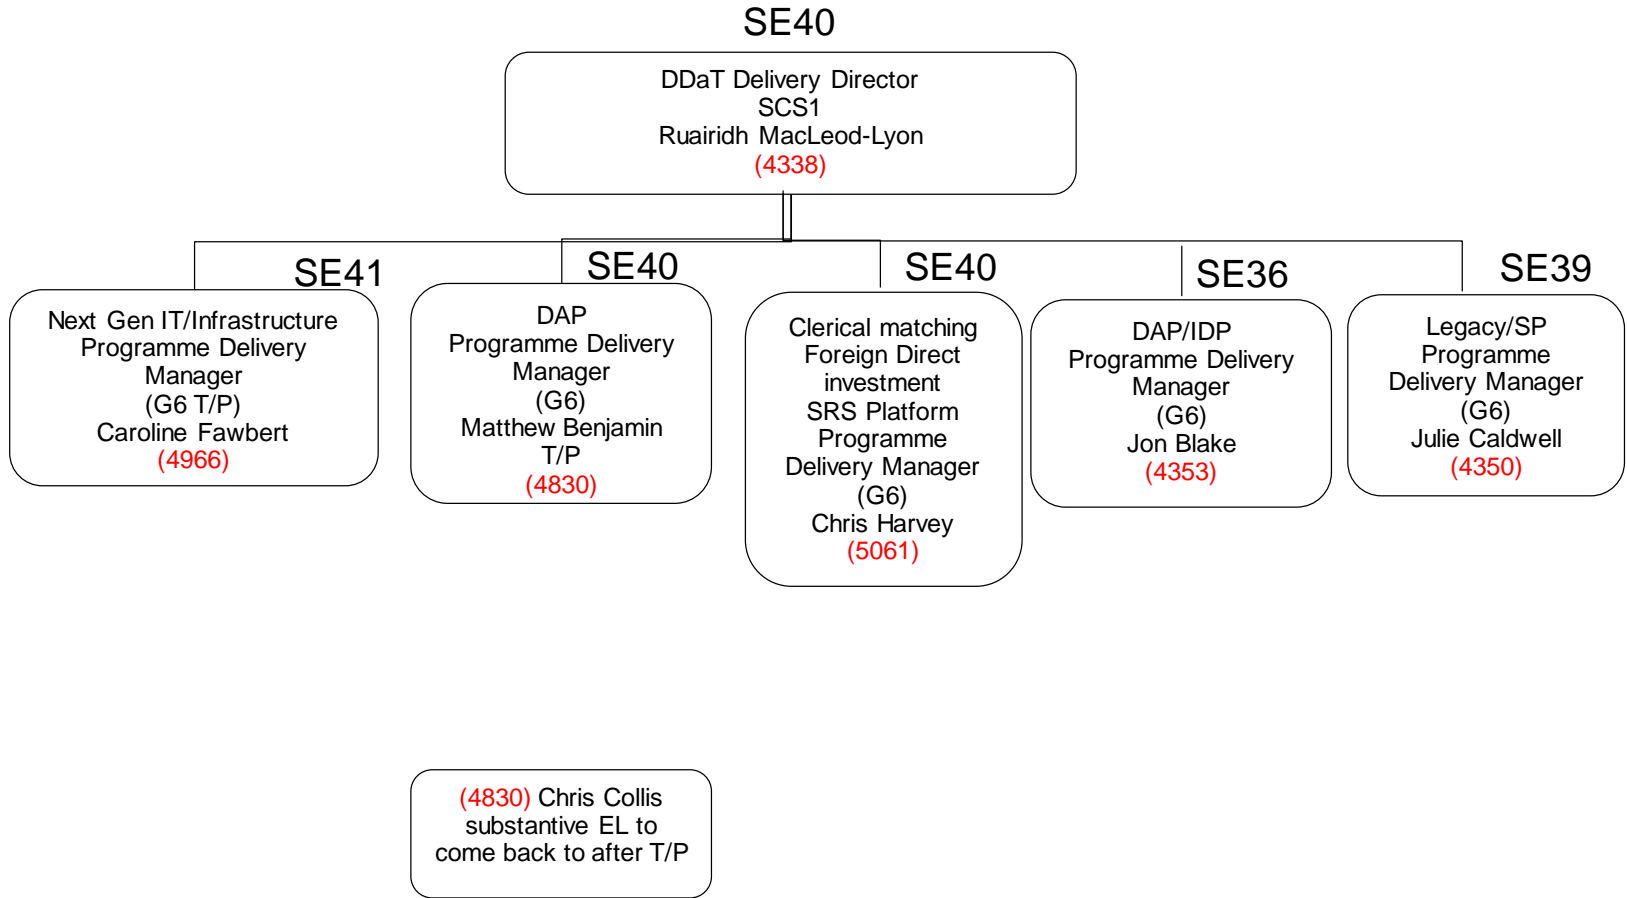 SE40
DDaT Delivery Director
SCS1
Ruairidh MacLeod-Lyon
(4338)
SE41
Next Gen IT/Infrastructure
Programme Delivery
Manager
(G6 T/P)
Caroline Fawbert
(4966)
SE40
DAP
Programme Delivery
Manager
(G6)
Matthew Benjamin
T/P
(4830)
SE40
Clerical matching
Foreign Direct
investment
SRS Platform
Programme
Delivery Manager
(G6)
Chris Harvey
(5061)
SE36
DAP/IDP
Programme Delivery
Manager
(G6)
Jon Blake
(4353)
SE39
Legacy/SP
Programme
Delivery Manager
(G6)
Julie Caldwell
(4350)
(4830) Chris Collis
substantive EL to
come back to after T/P